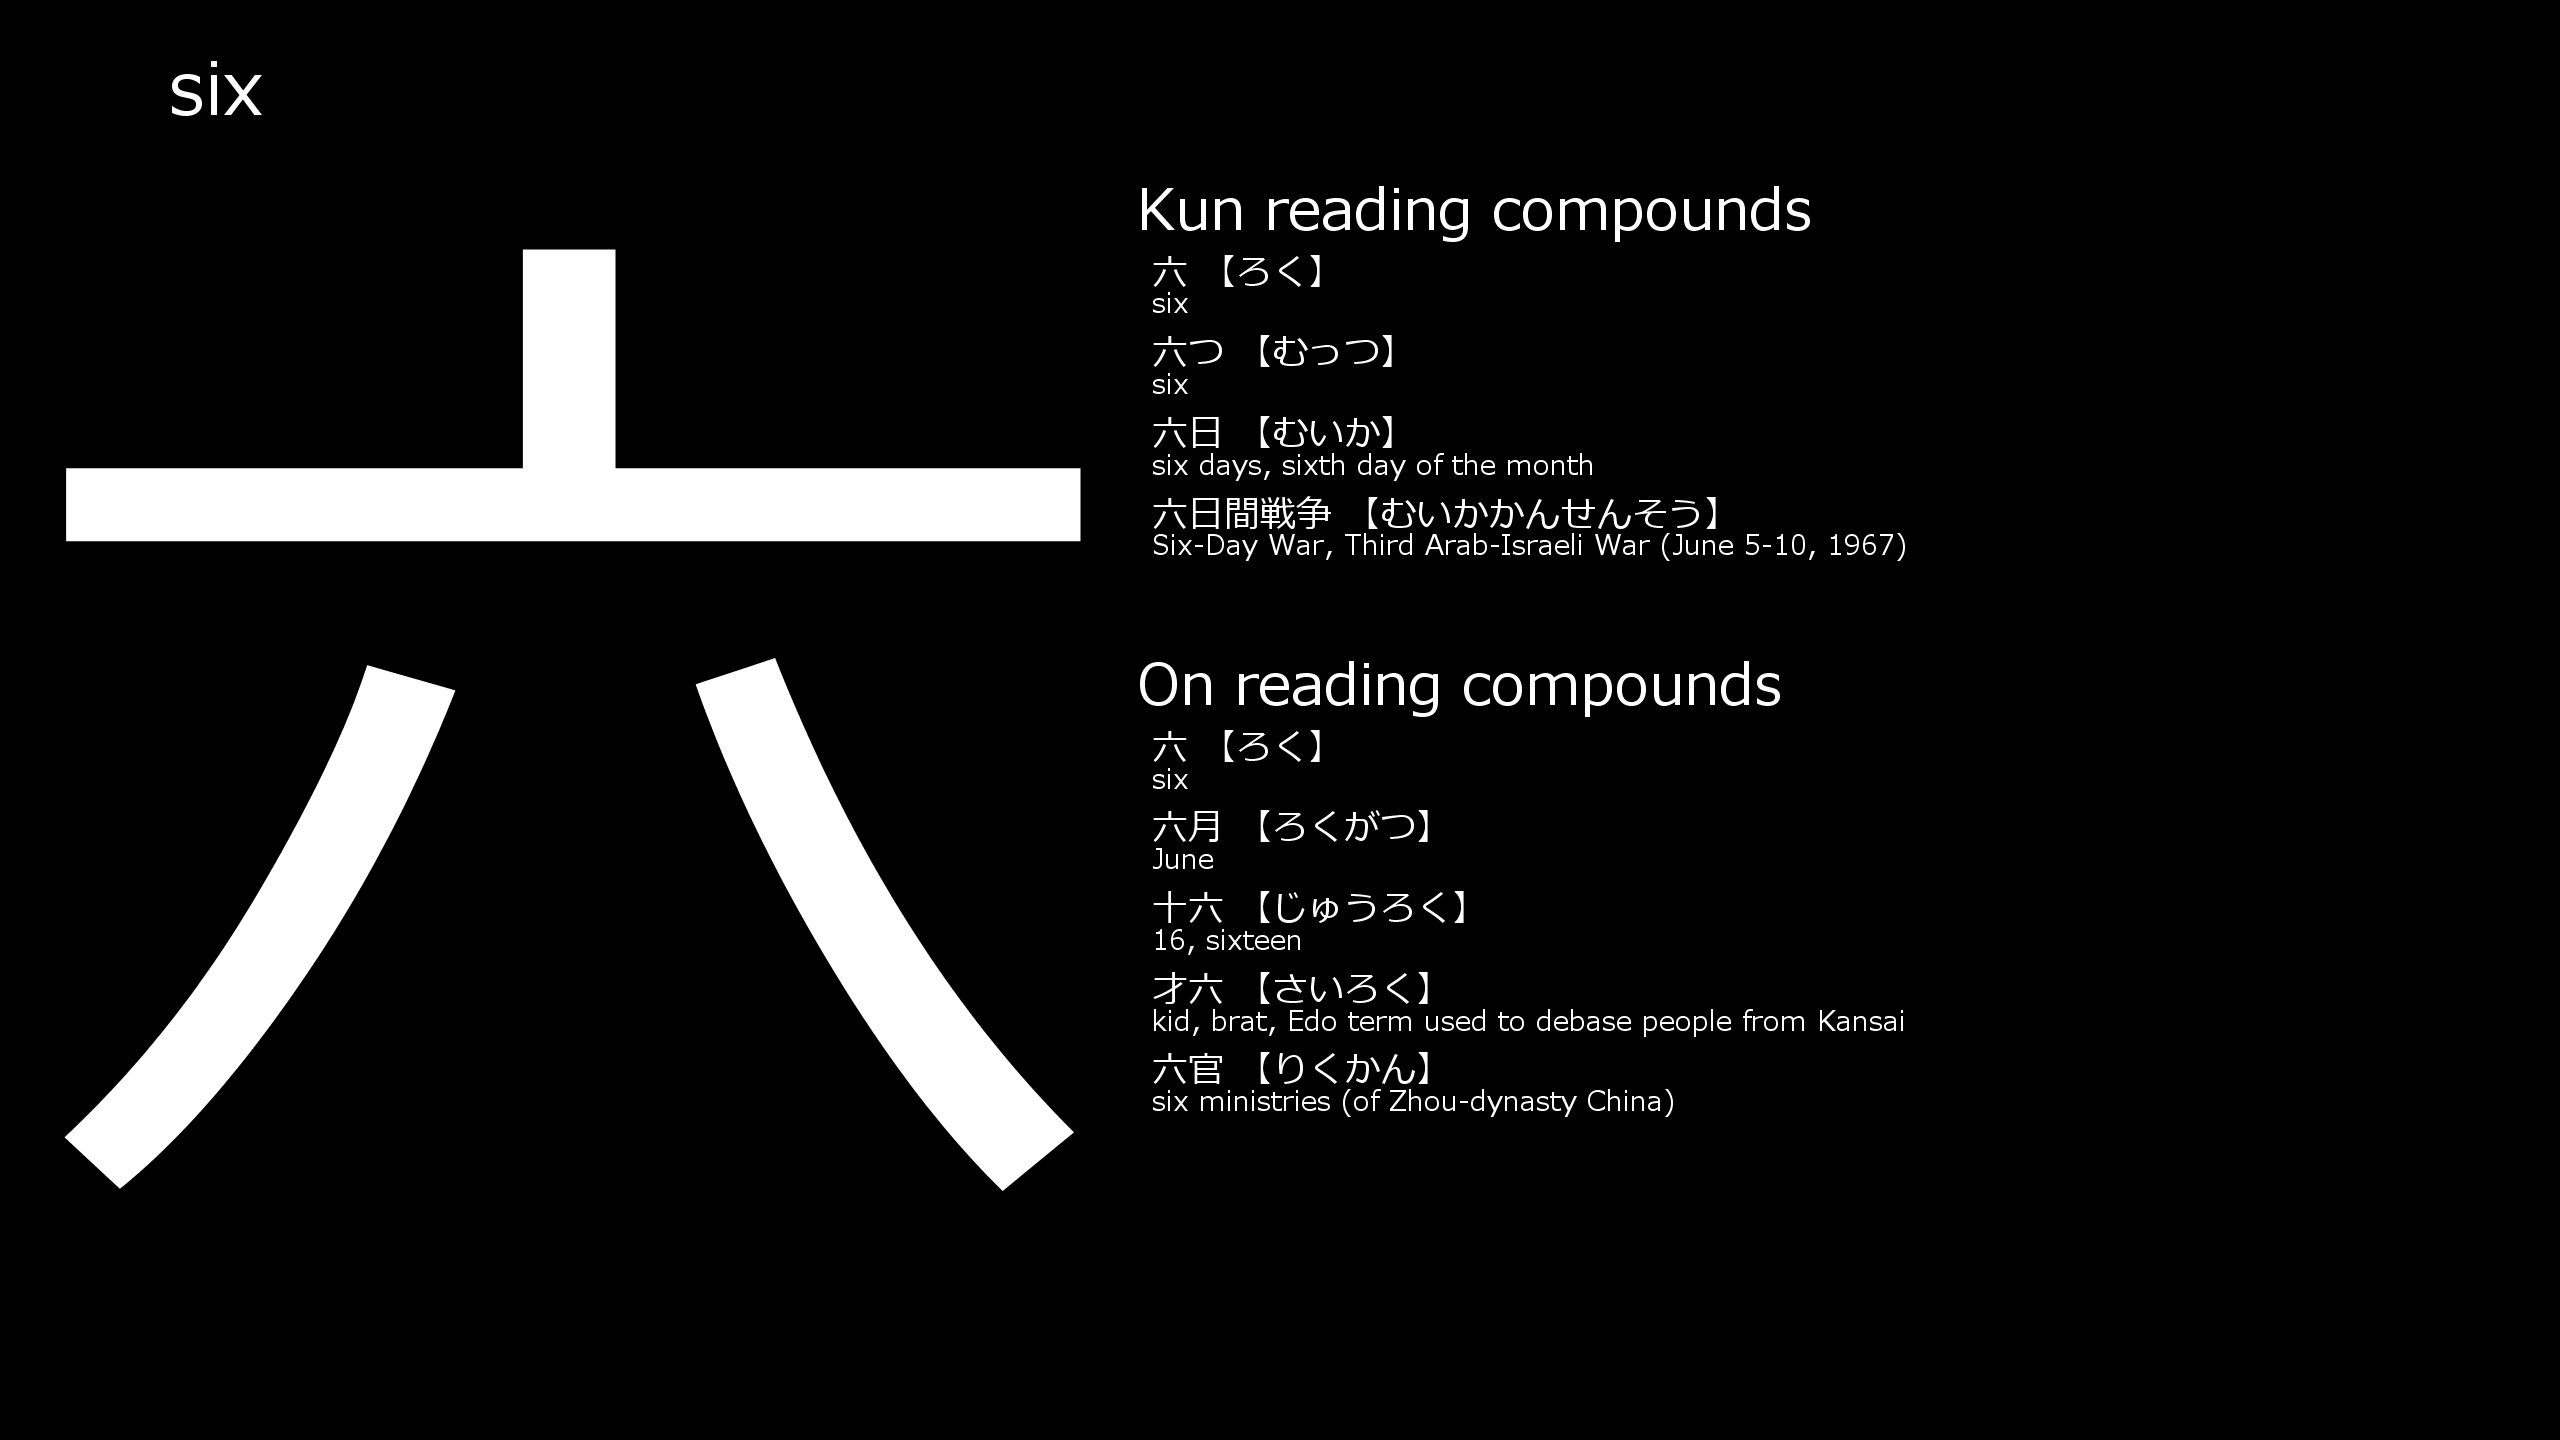 six
六
Kun reading compounds
六 【ろく】
six
六つ 【むっつ】
six
六日 【むいか】
six days, sixth day of the month
六日間戦争 【むいかかんせんそう】
Six-Day War, Third Arab-Israeli War (June 5-10, 1967)
On reading compounds
六 【ろく】
six
六月 【ろくがつ】
June
十六 【じゅうろく】
16, sixteen
才六 【さいろく】
kid, brat, Edo term used to debase people from Kansai
六官 【りくかん】
six ministries (of Zhou-dynasty China)